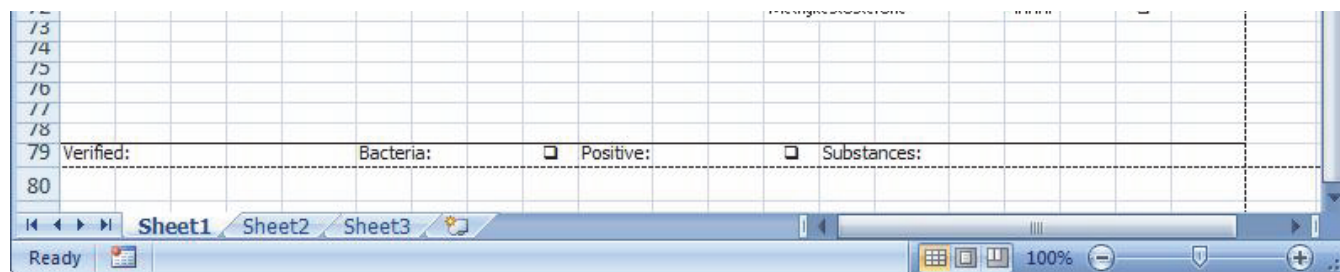 73
74
75
76
77
78
79 Verified: Bacteria: ❑ Positive: ❑ Substances:
80
Sheet1 Sheet2 Sheet3
Ready 100%